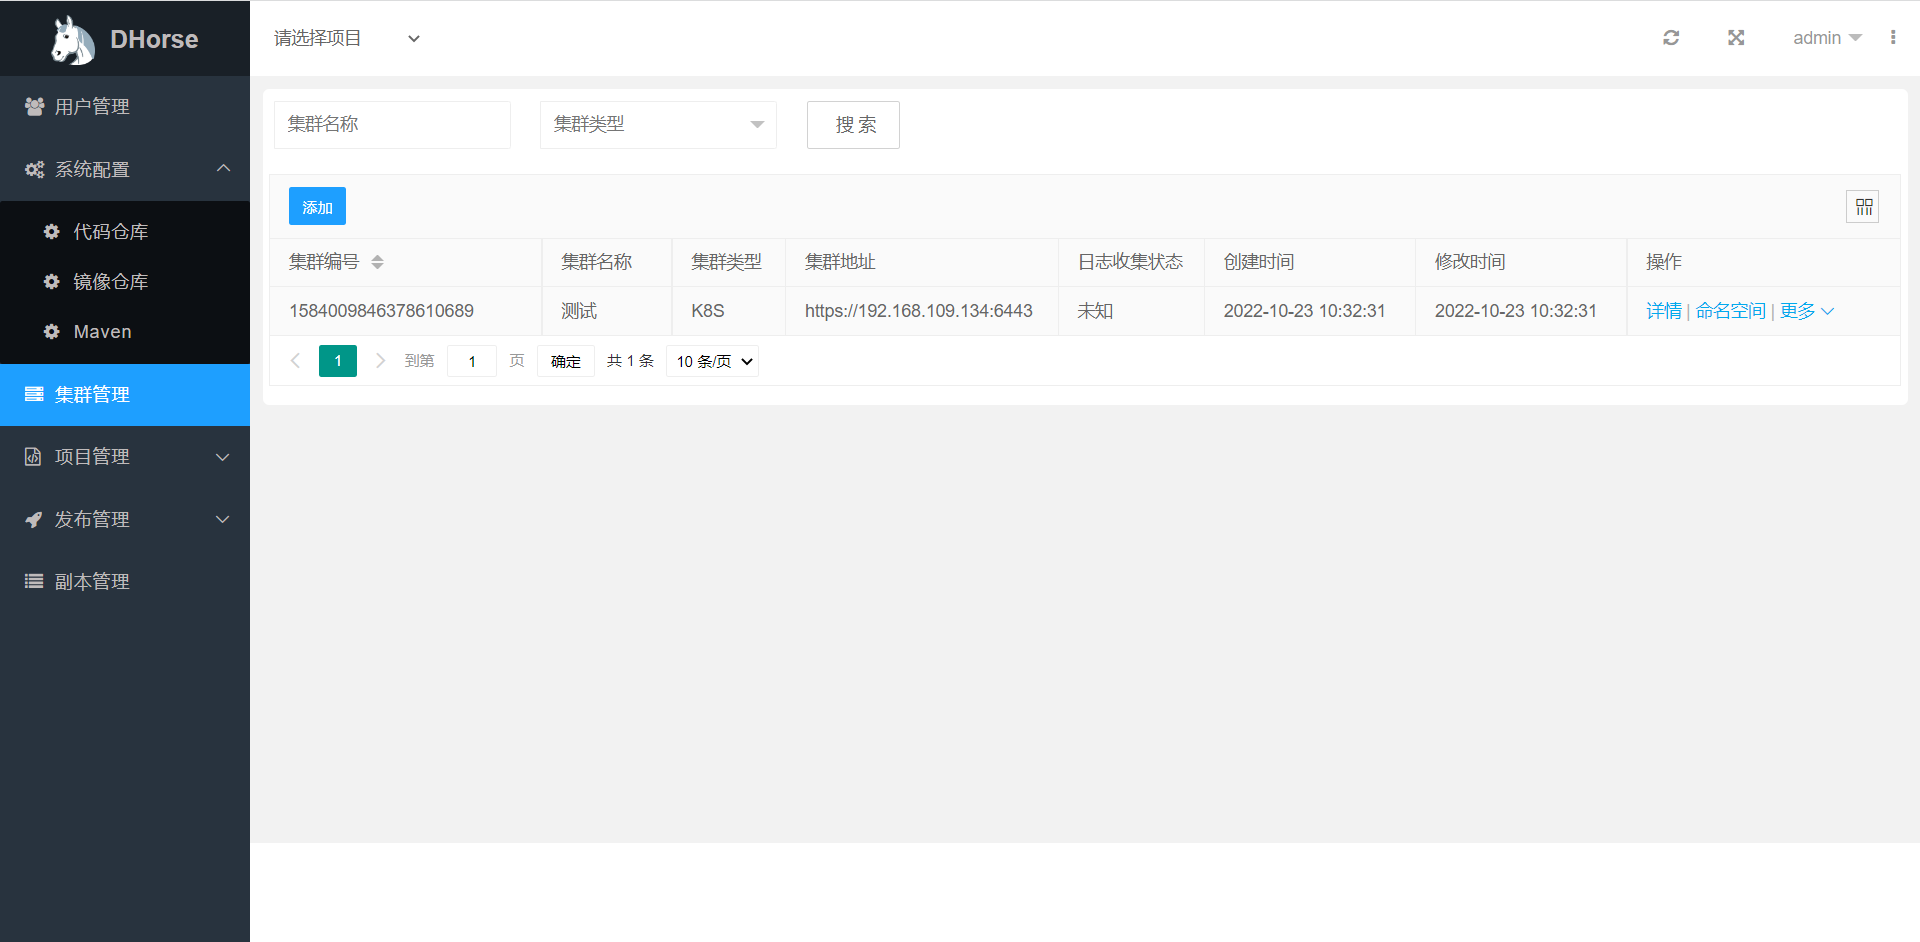 DHorse
请选择项目
admin
用户管理
系统配置
代码仓库
镜像仓库
Maven
集群管理
项目管理
发布管理
副本管理
集群名称 集群类型 搜 索
添加
集群编号 集群名称 集群类型 集群地址 日志收集状态 创建时间 修改时间 操作
1584009846378610689 测试 K8S https://192.168.109.134:6443 未知 2022-10-23 10:32:31 2022-10-23 10:32:31 详情 | 命名空间 | 更多
1 到第 1 页 确定 共 1 条 10 条/页